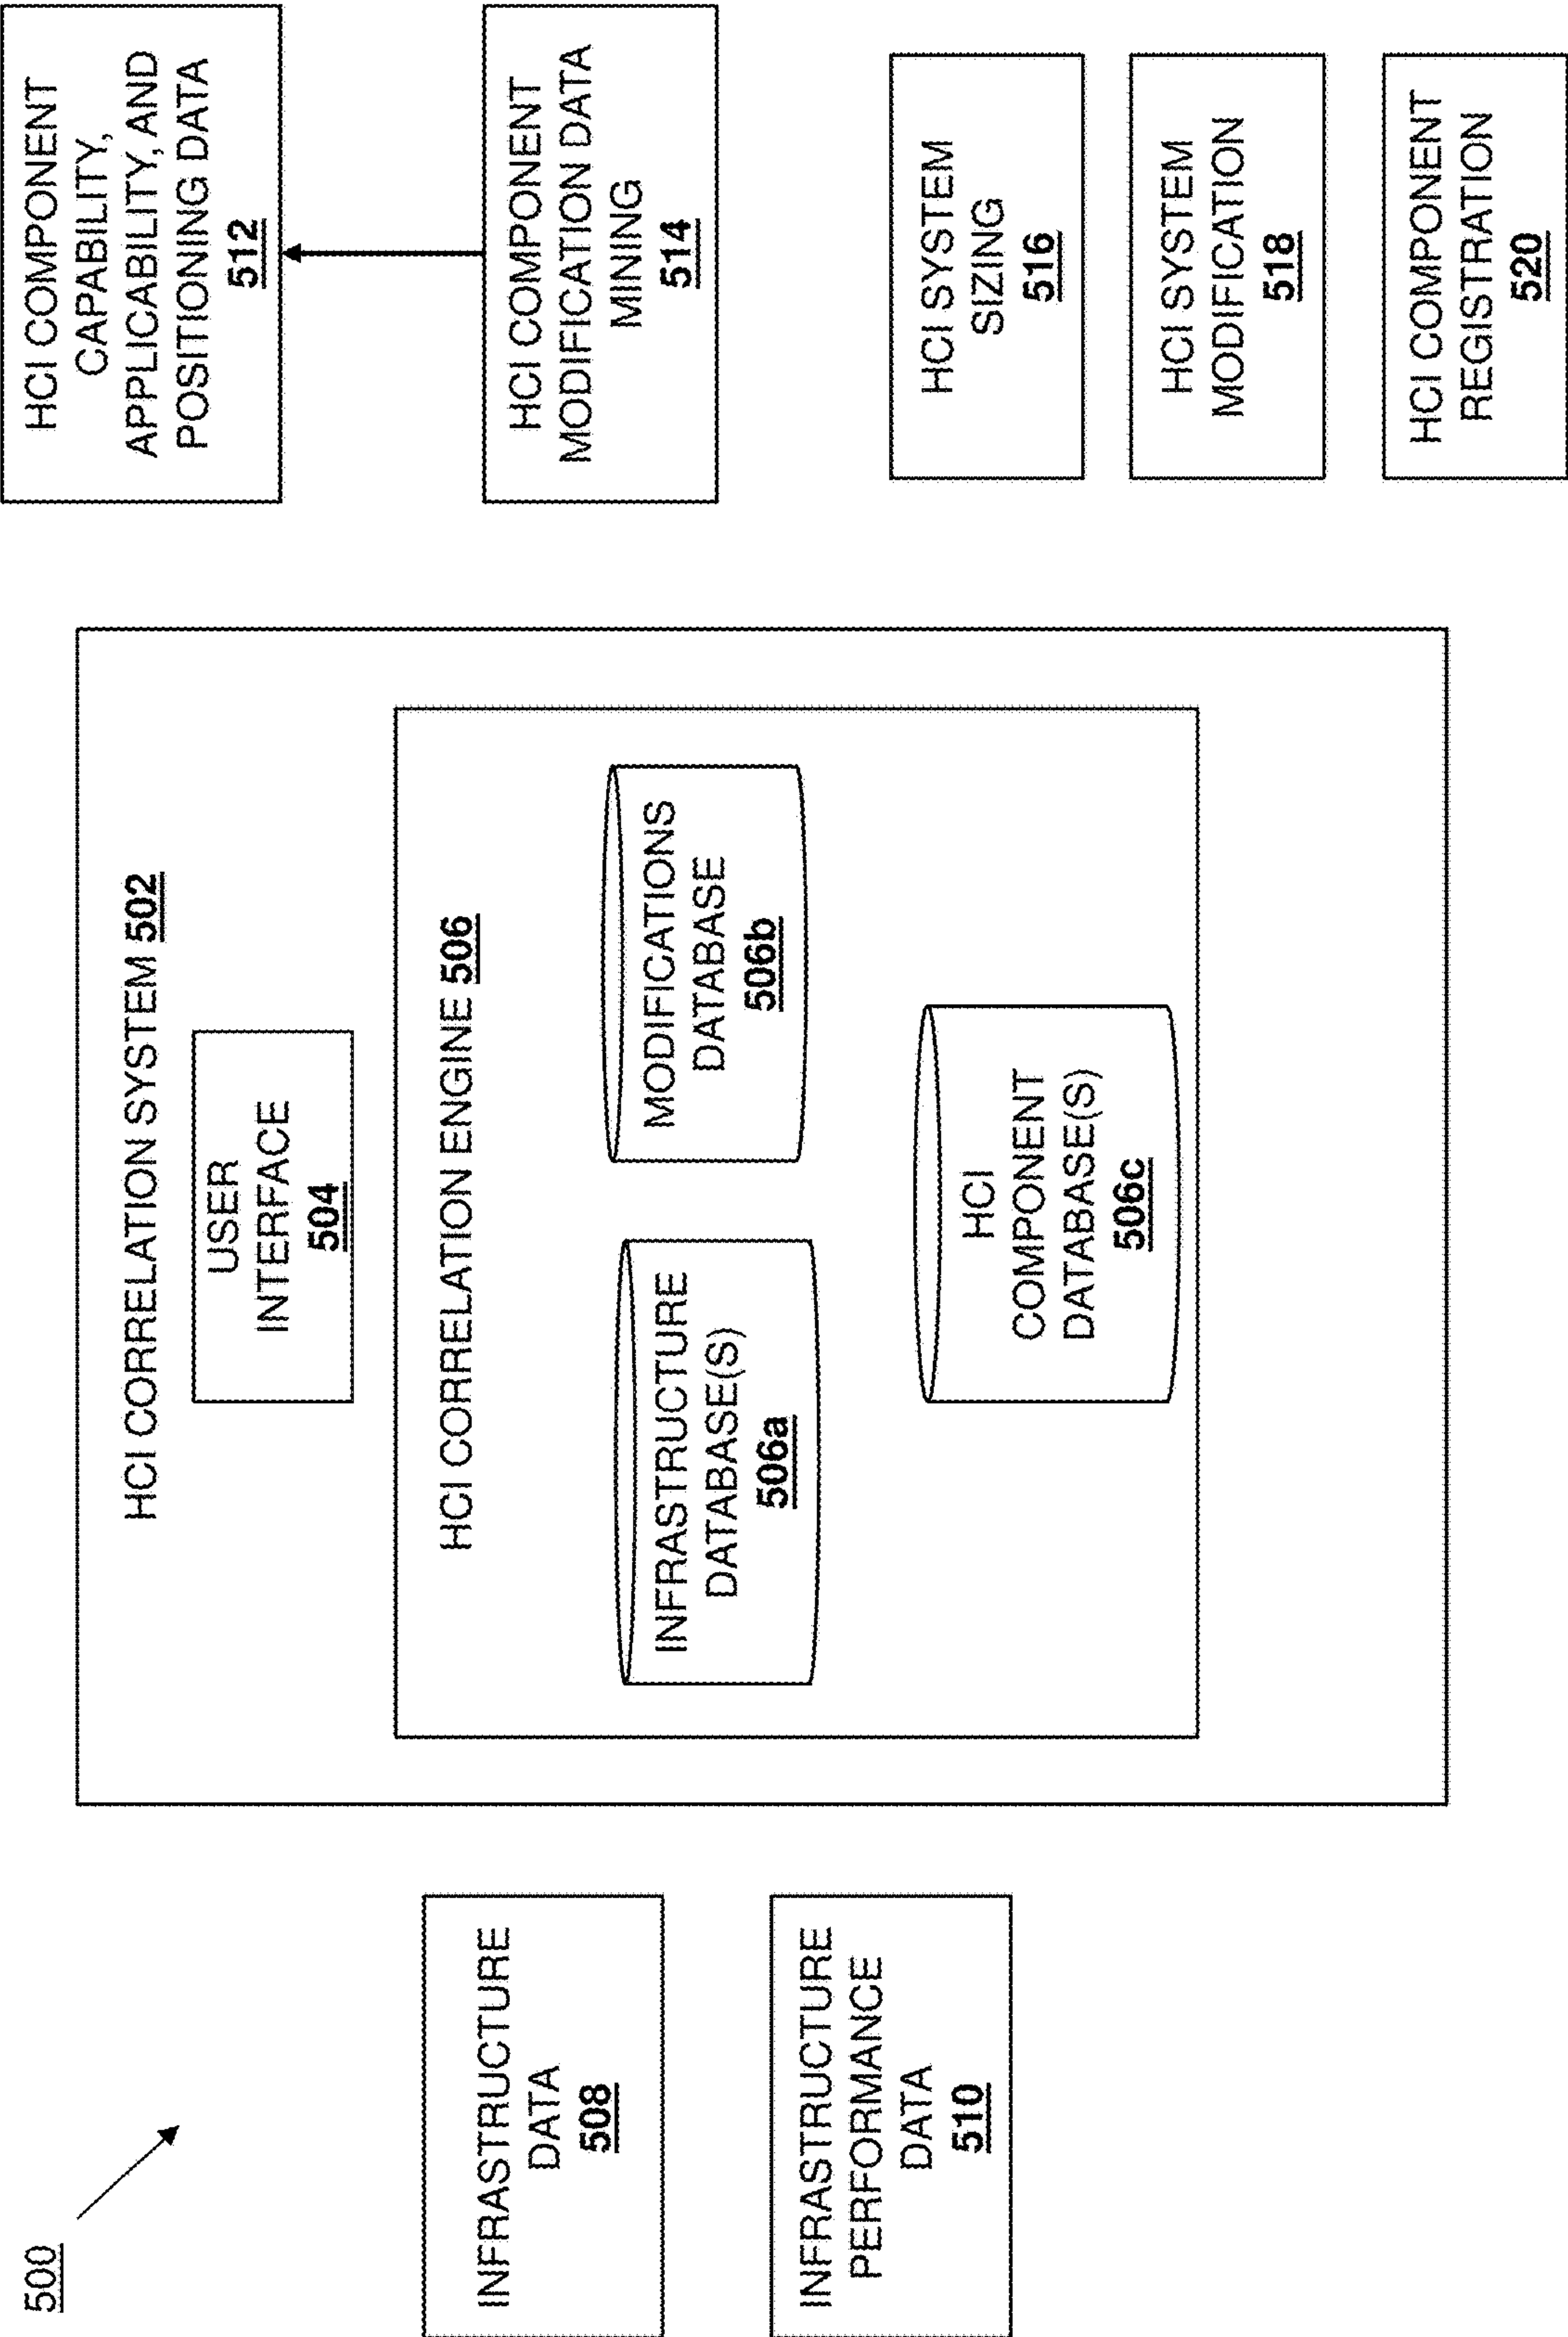 500
INFRASTRUCTURE
DATA
508
INFRASTRUCTURE
PERFORMANCE
DATA
510
HCI CORRELATION SYSTEM 502
USER
INTERFACE
504
HCI CORRELATION ENGINE 506
INFRASTRUCTURE
DATABASE(S)
506a
MODIFICATIONS
DATABASE
506b
HCI
COMPONENT
DATABASE(S)
506c
HCI COMPONENT
CAPABILITY,
APPLICABILITY, AND
POSITIONING DATA
512
HCI COMPONENT
MODIFICATION DATA
MINING
514
HCI SYSTEM
SIZING
516
HCI SYSTEM
MODIFICATION
518
HCI COMPONENT
REGISTRATION
520